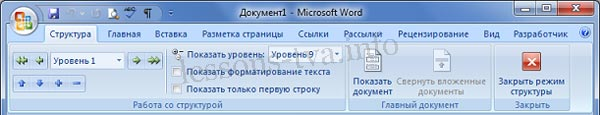 Документ1 - Microsoft Word
Структура Главная Вставка Разметка страницы Ссылки Рассылки Рецензирование Вид Разработчик
Уровень 1
Показать уровень: Уровень 9
Показать форматирование текста
Показать только первую строку
Работа со структурой
Показать документ
Свернуть вложенные документы
Главный документ
Закрыть режим структуры
Закрыть
lessons-tva.info